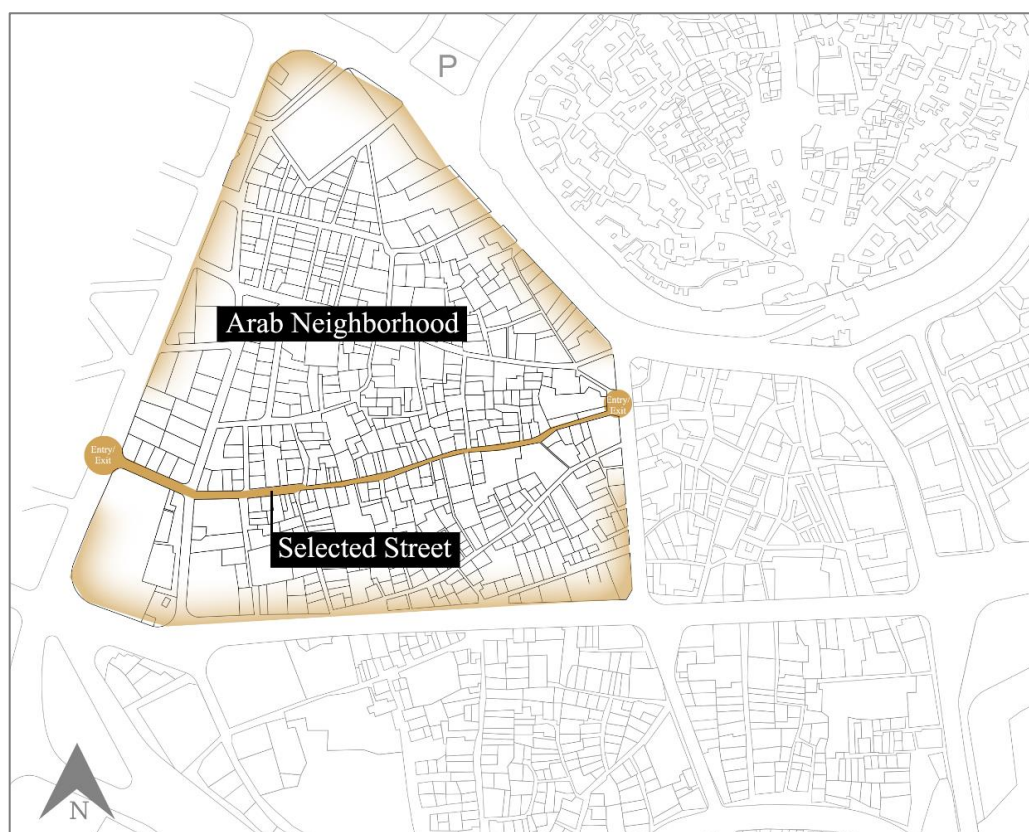 P
Arab Neighborhood
Entry/
Exit
Entry/
Exit
Selected Street
N